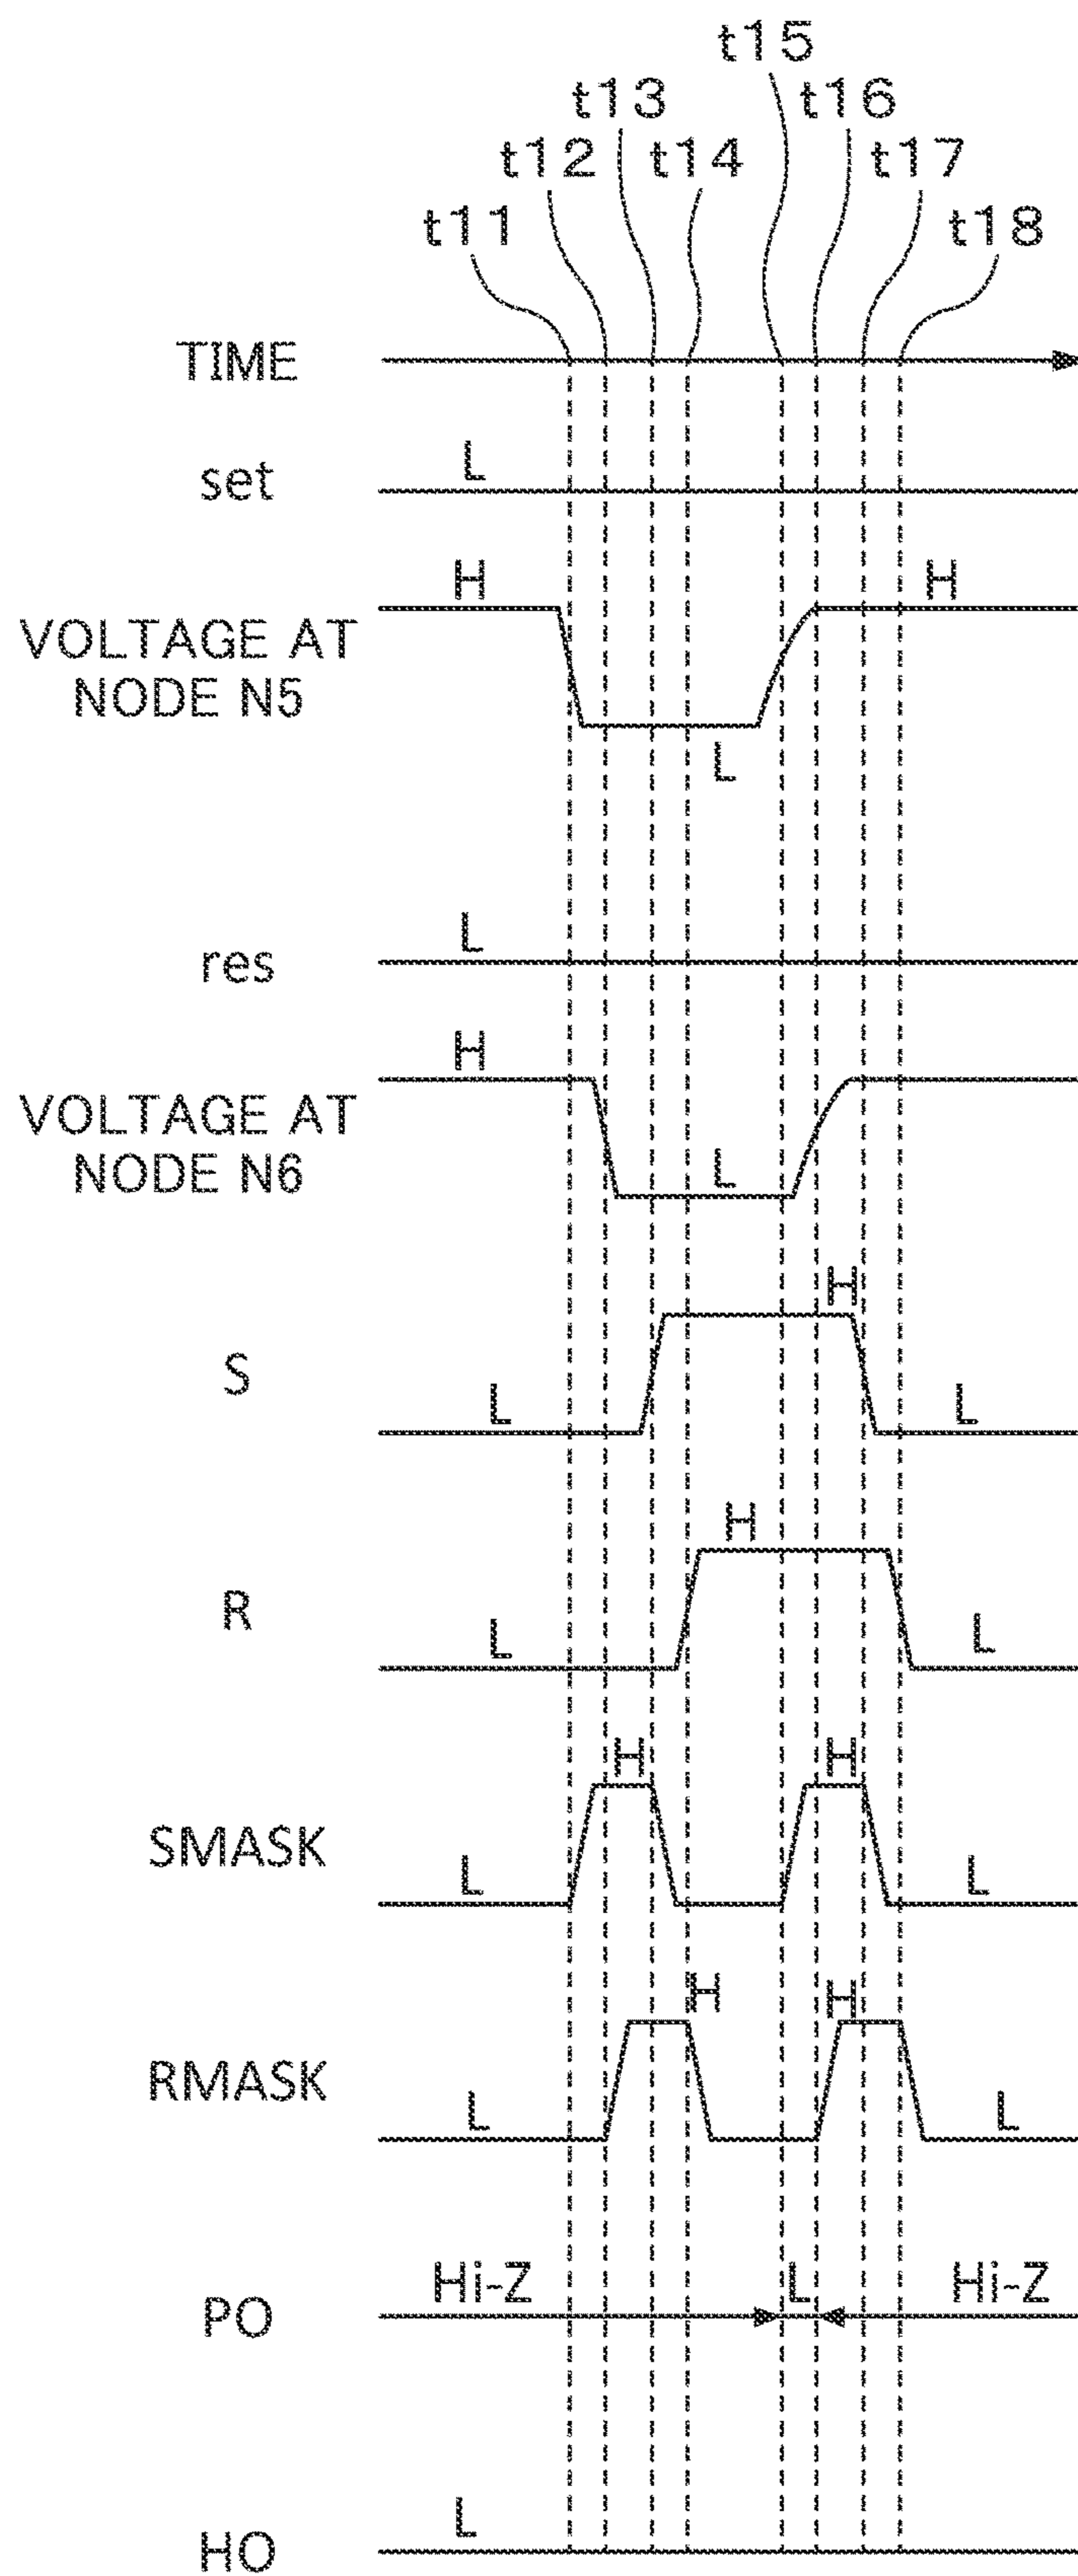 t15
t13 t16
t12 t14 t17
t11 t18
TIME
L
set
H H
VOLTAGE AT
NODE N5
L
L
res
H
VOLTAGE AT
NODE N6
L
H
S
L L
H
R
L L
H H
SMASK
L L
H H
RMASK
L L
Hi-Z L Hi-Z
PO
L
HO